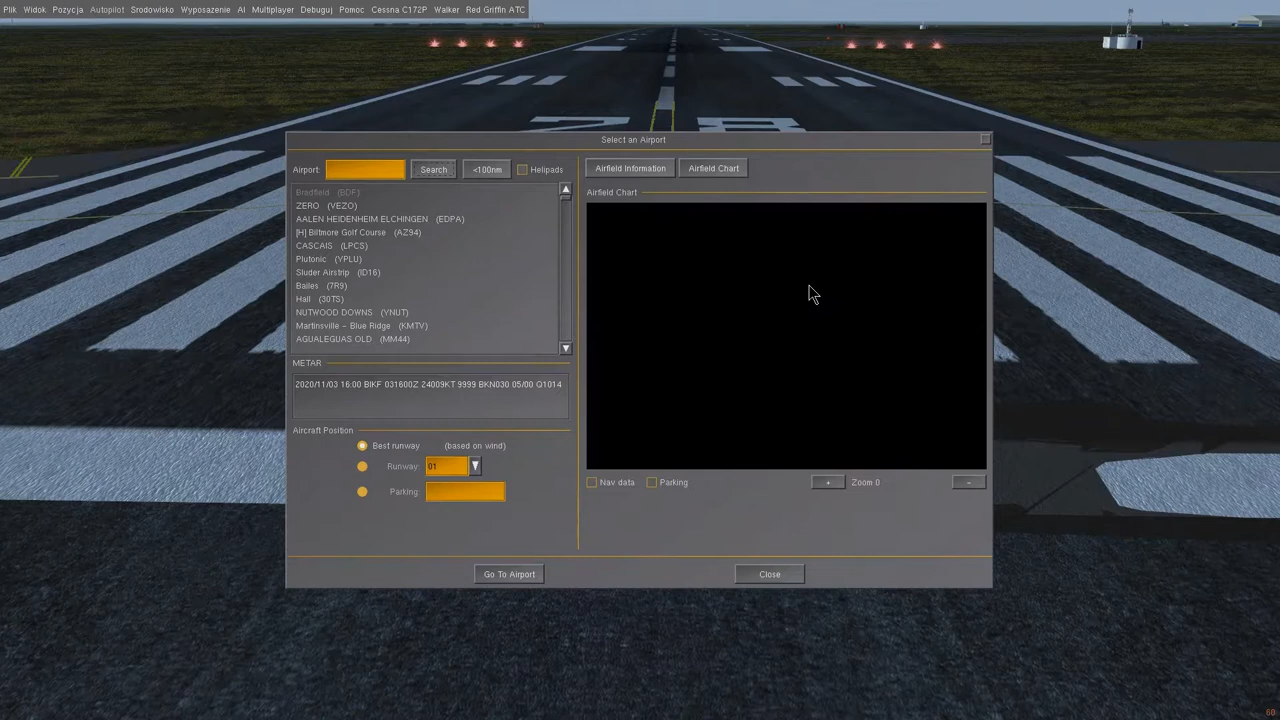 Plik Widok Pozycja Autopilot Środowisko Wyposażenie AI Multiplayer Debuguj Pomoc Cessna C172P Walker Red Griffin ATC
28
Select an Airport
Airport: Search <100nm Helipads
Bradfield (BDF)
ZERO (VEZO)
AALEN HEIDENHEIM ELCHINGEN (EDPA)
[H] Biltmore Golf Course (AZ94)
CASCAIS (LPCS)
Plutonic (YPLU)
Sluder Airstrip (ID16)
Bailes (7R9)
Hall (30TS)
NUTWOOD DOWNS (YNUT)
Martinsville - Blue Ridge (KMTV)
AGUALEGUAS OLD (MM44)
METAR
2020/11/03 16:00 BIKF 031600Z 24009KT 9999 BKN030 05/00 Q1014
Aircraft Position
Best runway (based on wind)
Runway: 01
Parking:
Airfield Information Airfield Chart
Airfield Chart
Nav data Parking + Zoom 0 -
Go To Airport Close
60